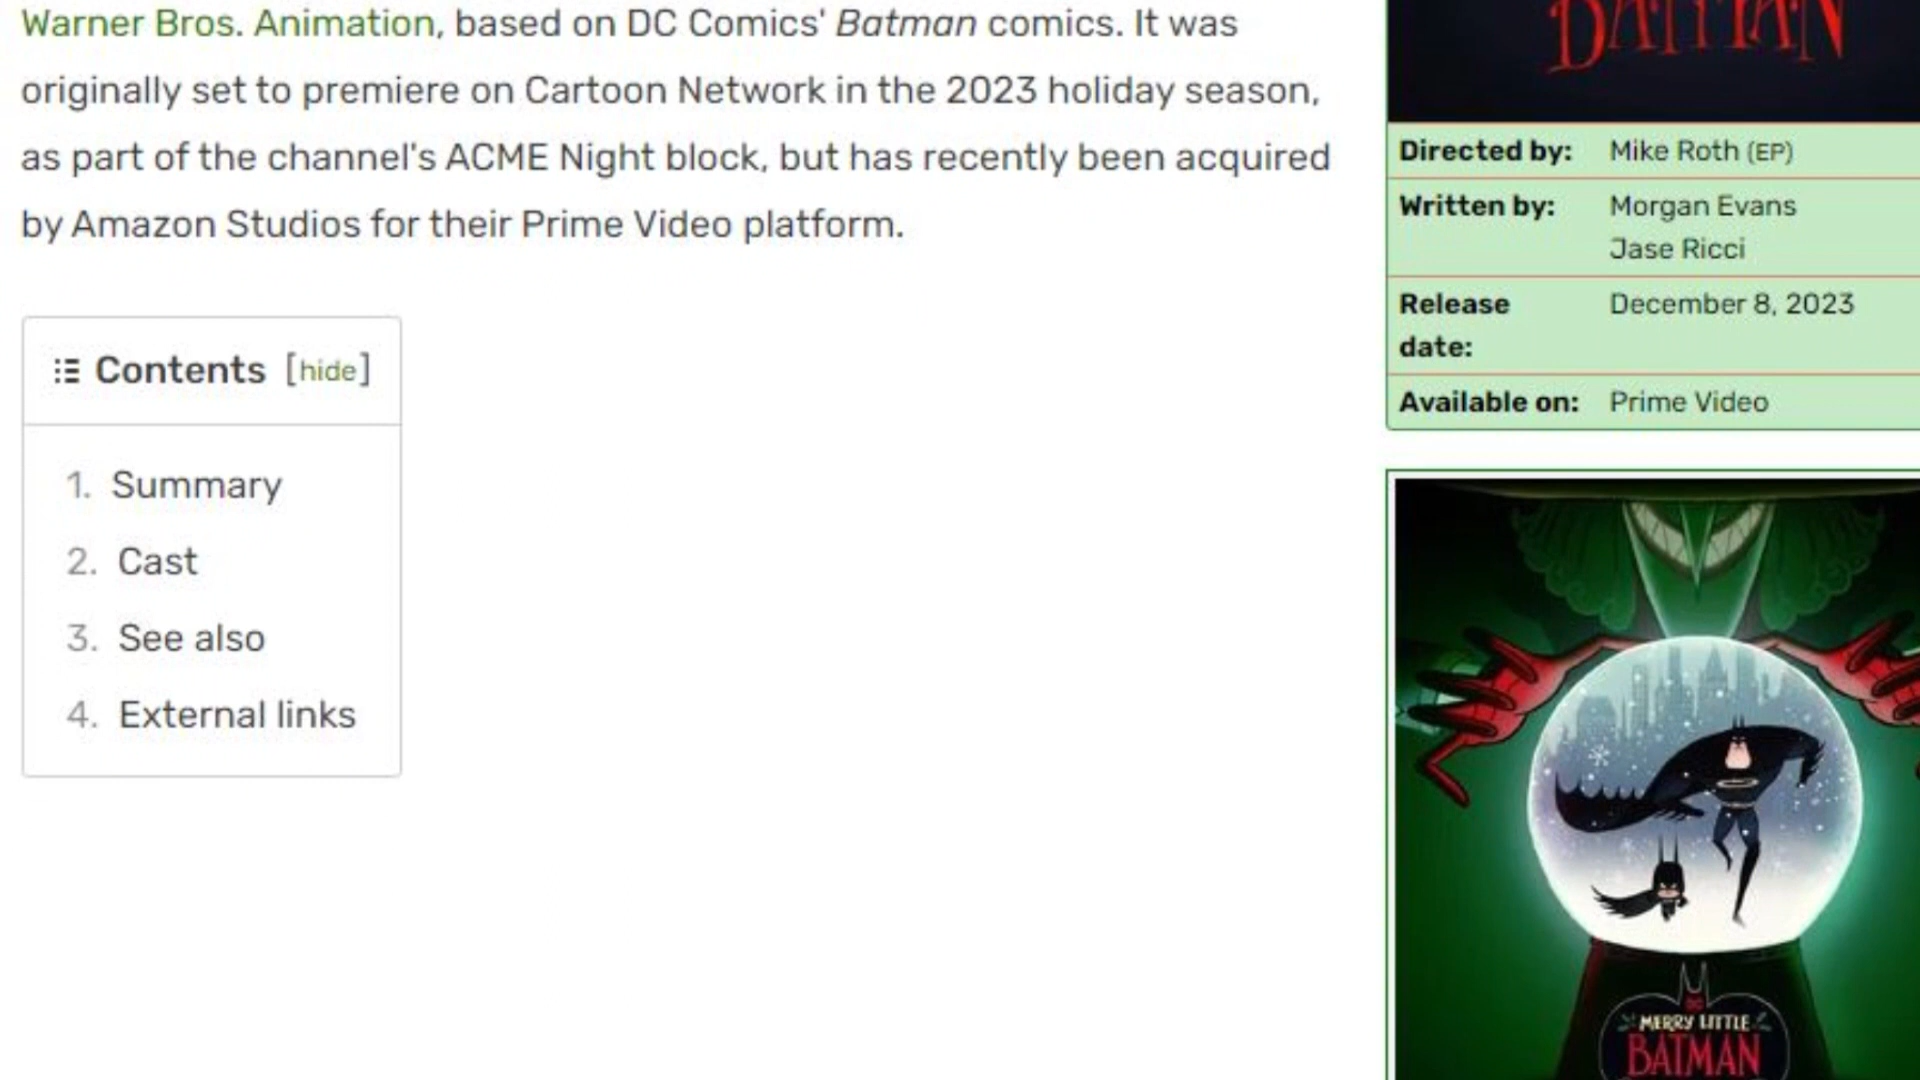 Warner Bros. Animation, based on DC Comics' Batman comics. It was
originally set to premiere on Cartoon Network in the 2023 holiday season,
as part of the channel's ACME Night block, but has recently been acquired
by Amazon Studios for their Prime Video platform.
Contents [hide]
1. Summary
2. Cast
3. See also
4. External links
BATMAN
Directed by: Mike Roth (EP)
Written by: Morgan Evans
Jase Ricci
Release December 8, 2023
date:
Available on: Prime Video
DC
MERRY LITTLE
BATMAN